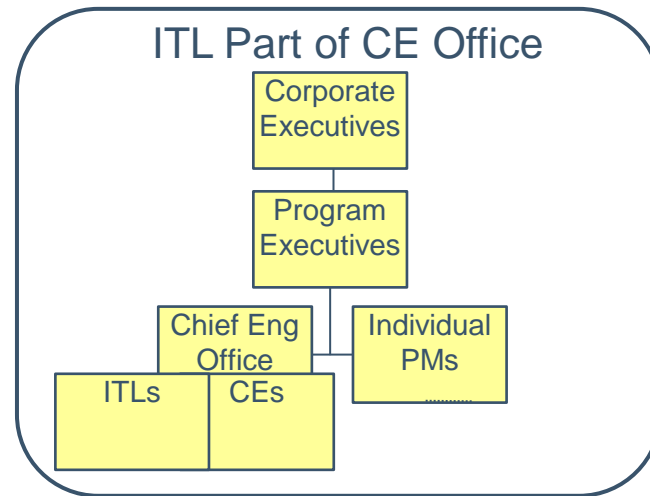 ITL Part of CE Office
Corporate
Executives
Program
Executives
Chief Eng
Office
Individual
PMs
............
ITLs
CEs